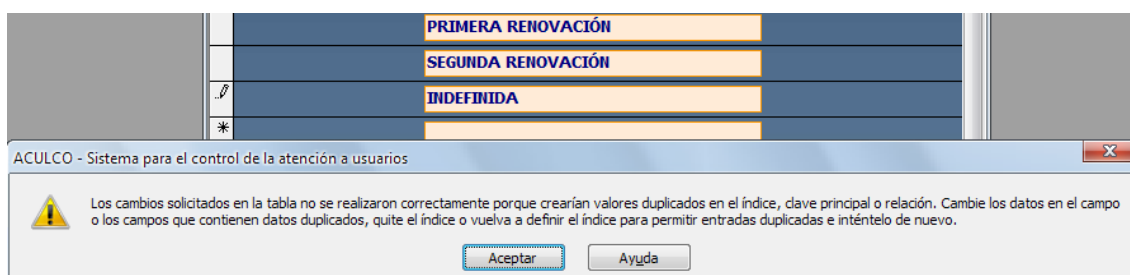 PRIMERA RENOVACIÓN
SEGUNDA RENOVACIÓN
INDEFINIDA
ACULCO - Sistema para el control de la atención a usuarios
Los cambios solicitados en la tabla no se realizaron correctamente porque crearían valores duplicados en el índice, clave principal o relación. Cambie los datos en el campo
o los campos que contienen datos duplicados, quite el índice o vuelva a definir el índice para permitir entradas duplicadas e inténtelo de nuevo.
Aceptar Ayuda